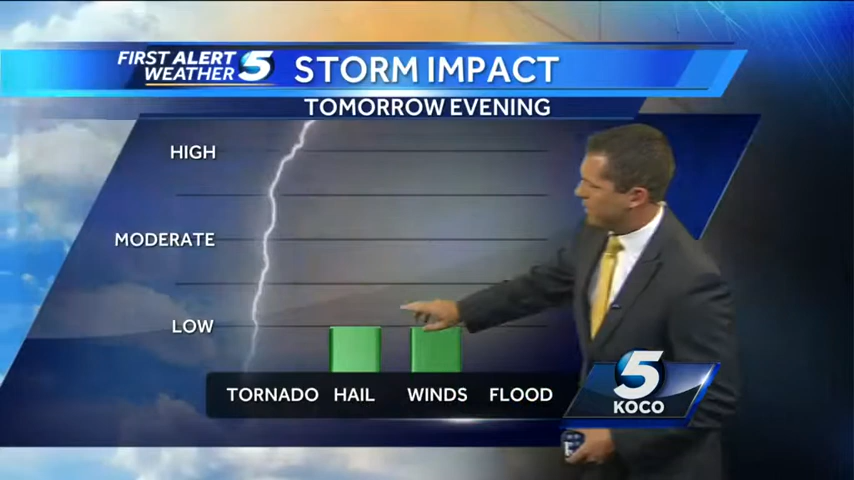 FIRST ALERT
WEATHER 5
STORM IMPACT
TOMORROW EVENING
HIGH
MODERATE
LOW
TORNADO HAIL WINDS FLOOD
5
KOCO